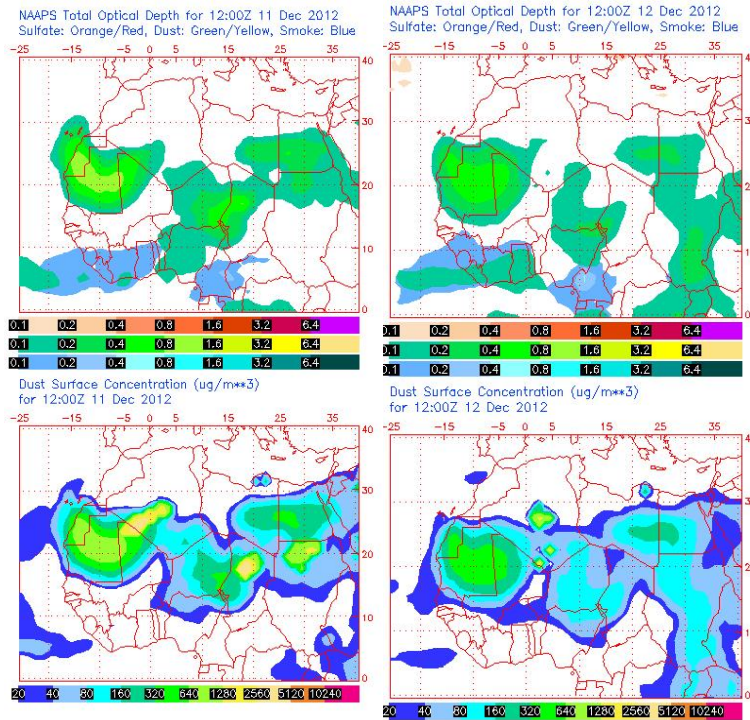 NAAPS Total Optical Depth for 12:00Z 11 Dec 2012
Sulfate: Orange/Red, Dust: Green/Yellow, Smoke: Blue
-25 -15 -5 0 5 15 25 35
40
30
20
10
0
0.1 0.2 0.4 0.8 1.6 3.2 6.4
0.1 0.2 0.4 0.8 1.6 3.2 6.4
0.1 0.2 0.4 0.8 1.6 3.2 6.4
NAAPS Total Optical Depth for 12:00Z 12 Dec 2012
Sulfate: Orange/Red, Dust: Green/Yellow, Smoke: Blue
-25 -15 -5 0 5 15 25 35
4
3
2
1
0
0.1 0.2 0.4 0.8 1.6 3.2 6.4
0.1 0.2 0.4 0.8 1.6 3.2 6.4
0.1 0.2 0.4 0.8 1.6 3.2 6.4
Dust Surface Concentration (ug/m**3)
for 12:00Z 11 Dec 2012
-25 -15 -5 0 5 15 25 35
40
30
20
10
0
20 40 80 160 320 640 1280 2560 5120 10240
Dust Surface Concentration (ug/m**3)
for 12:00Z 12 Dec 2012
-25 -15 -5 0 5 15 25 35
4
3
2
1
0
20 40 80 160 320 640 1280 2560 5120 10240